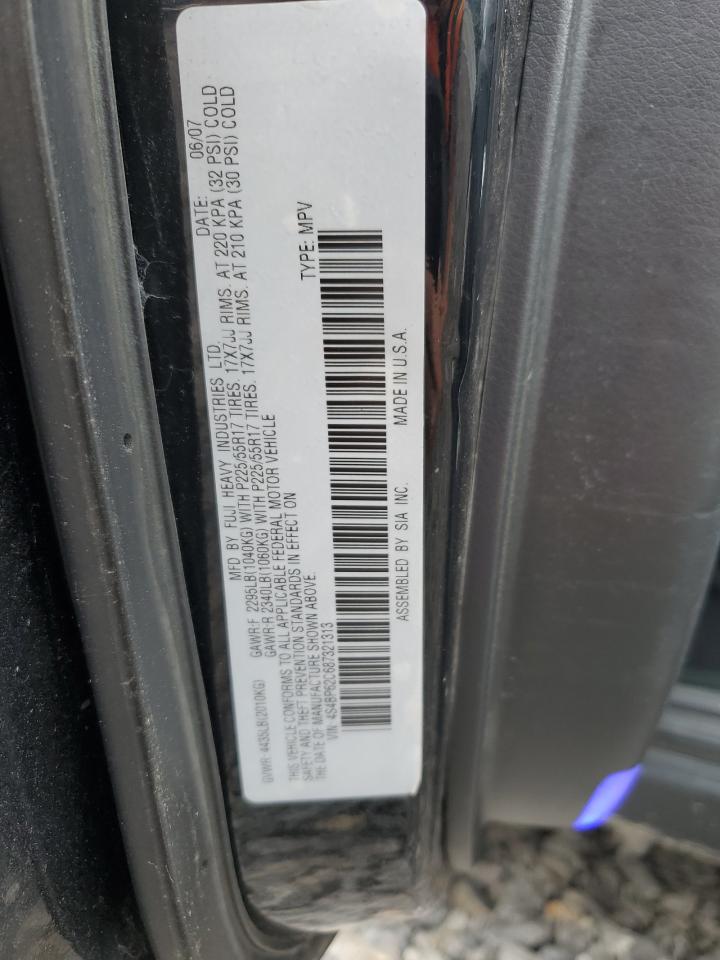 MFD BY FUJI HEAVY INDUSTRIES LTD. DATE: 06/07
GVWR: 4435LB(2010KG) GAWR:F 2295LB(1040KG) WITH P225/55R17 TIRES. 17X7JJ RIMS. AT 220 KPA (32 PSI) COLD
GAWR:R 2340LB(1060KG) WITH P225/55R17 TIRES. 17X7JJ RIMS. AT 210 KPA (30 PSI) COLD
THIS VEHICLE CONFORMS TO ALL APPLICABLE FEDERAL MOTOR VEHICLE
SAFETY AND THEFT PREVENTION STANDARDS IN EFFECT ON
THE DATE OF MANUFACTURE SHOWN ABOVE.
VIN: 4S4BP62C687321313 TYPE: MPV
ASSEMBLED BY SIA INC. MADE IN U.S.A.